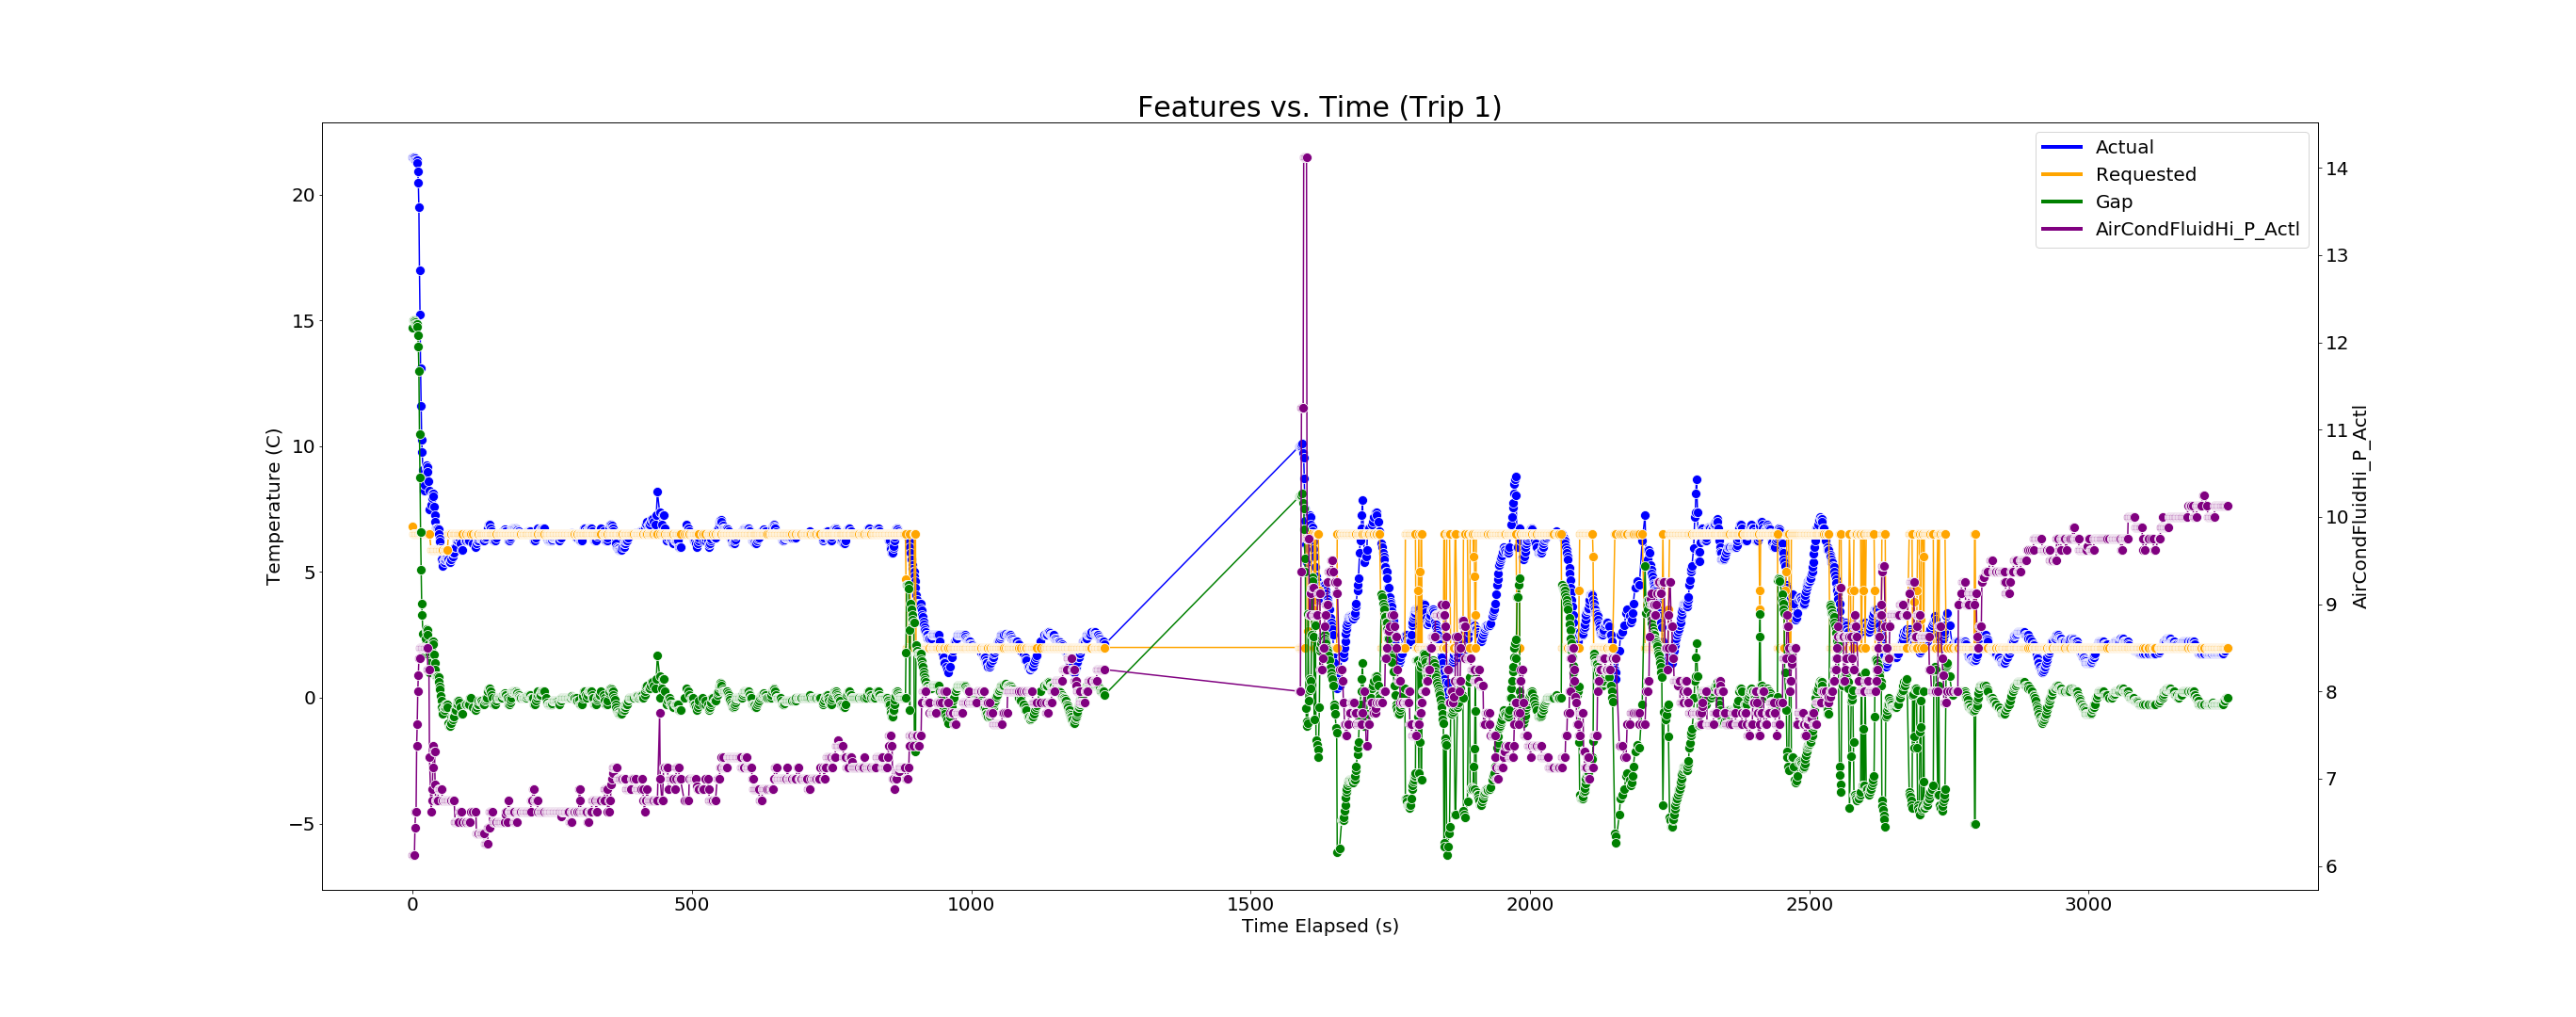 Features vs. Time (Trip 1)
Actual
Requested
Gap
AirCondFluidHi_P_Actl
Temperature (C)
20
15
10
5
0
−5
14
13
12
11
10
9
8
7
6
AirCondFluidHi_P_Actl
0 500 1000 1500 2000 2500 3000
Time Elapsed (s)